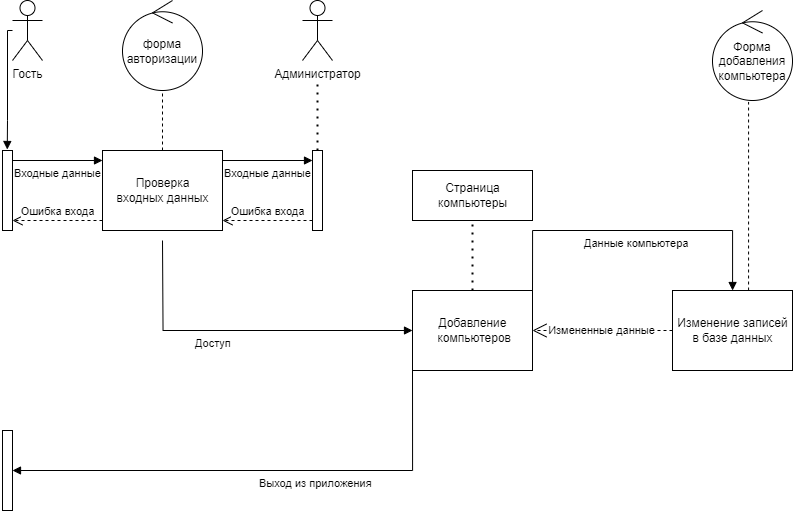 форма
авторизации
Форма
добавления
компьютера
Гость
Администратор
Входные данные
Проверка
входных данных
Входные данные
Ошибка входа
Ошибка входа
Страница
компьютеры
Данные компьютера
Добавление
компьютеров
Измененные данные
Изменение записей
в базе данных
Доступ
Выход из приложения